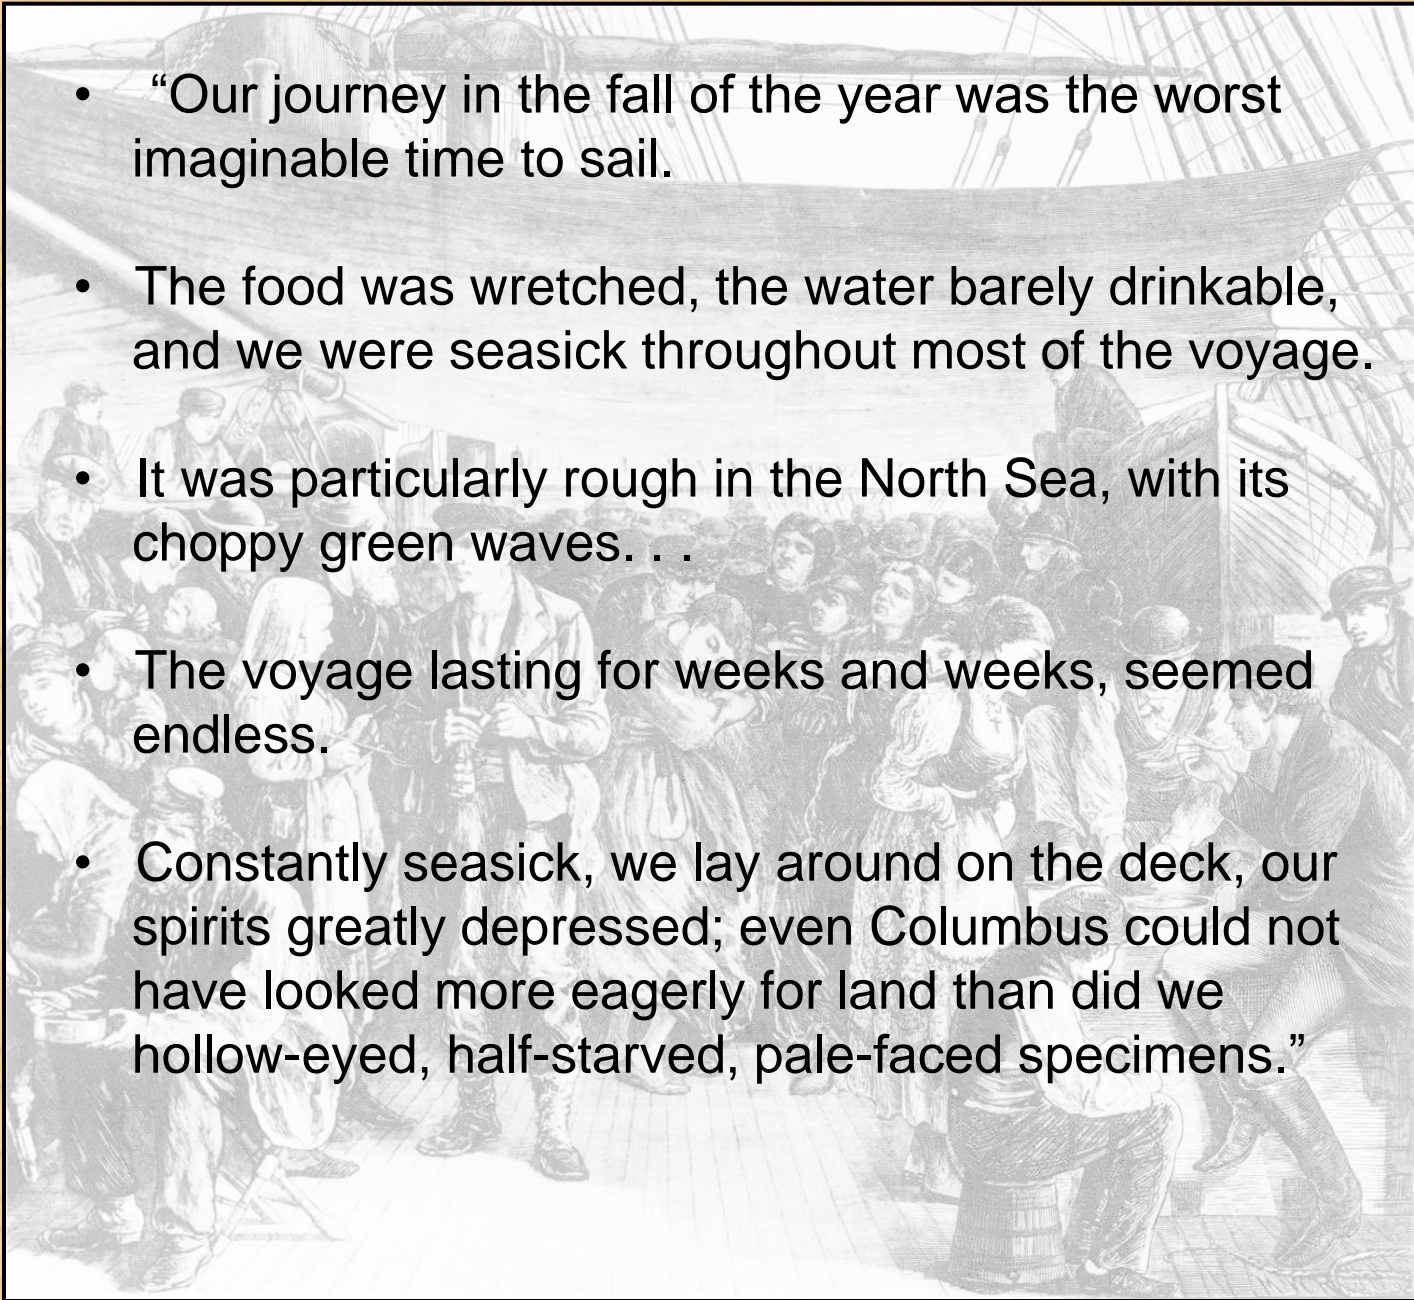 • “Our journey in the fall of the year was the worst
imaginable time to sail.
• The food was wretched, the water barely drinkable,
and we were seasick throughout most of the voyage.
• It was particularly rough in the North Sea, with its
choppy green waves. . .
• The voyage lasting for weeks and weeks, seemed
endless.
• Constantly seasick, we lay around on the deck, our
spirits greatly depressed; even Columbus could not
have looked more eagerly for land than did we
hollow-eyed, half-starved, pale-faced specimens.”